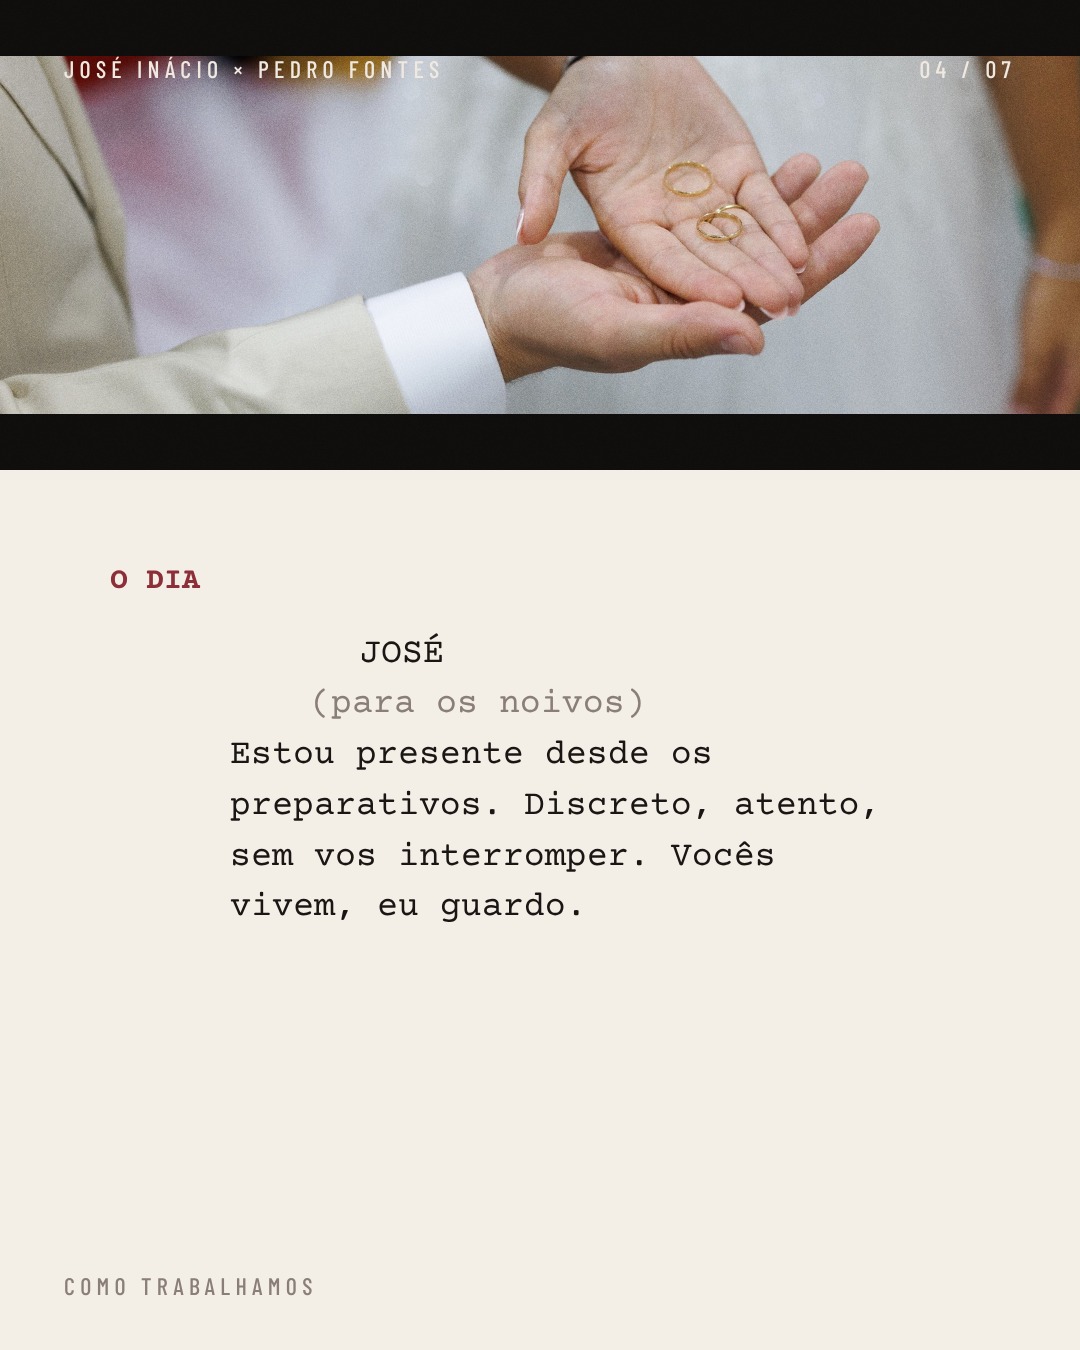 JOSÉ INÁCIO × PEDRO FONTES
04 / 07
O DIA
JOSÉ
(para os noivos)
Estou presente desde os
preparativos. Discreto, atento,
sem vos interromper. Vocês
vivem, eu guardo.
COMO TRABALHAMOS